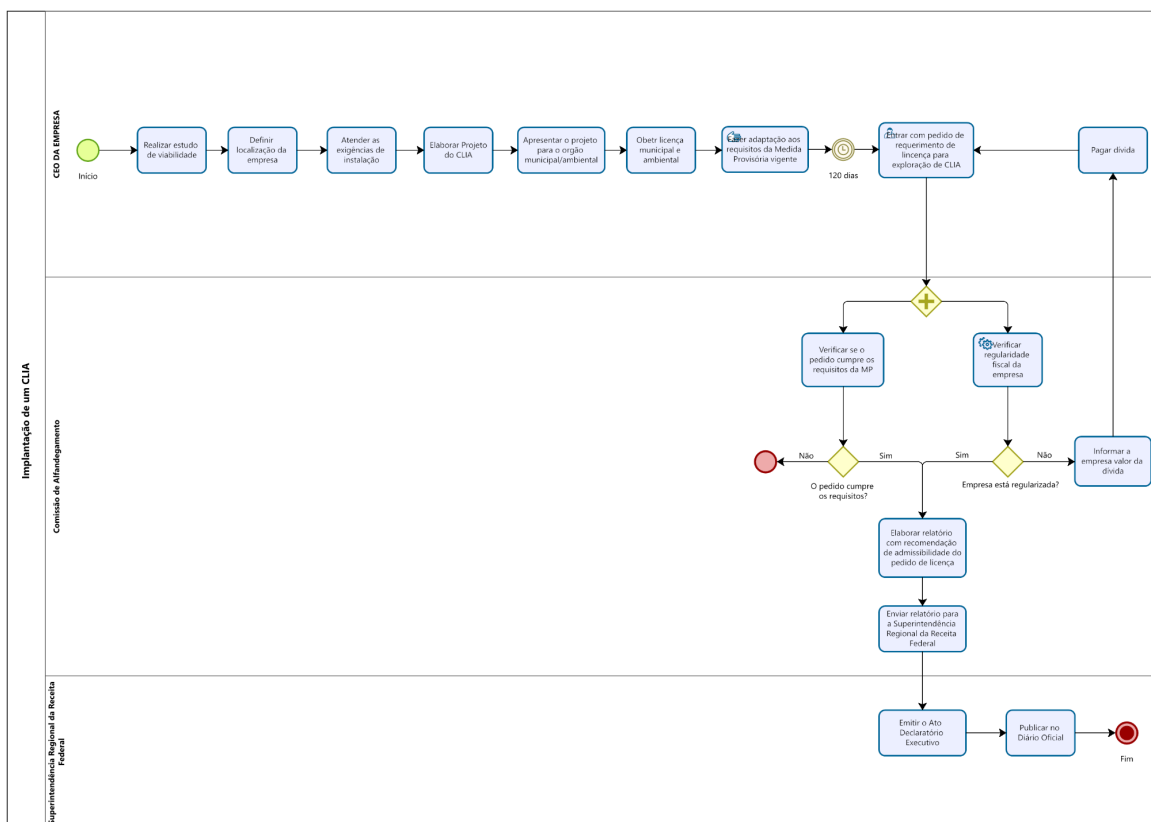 Implantação de um CLIA
CEO DA EMPRESA
Início
Realizar estudo
de viabilidade
Definir
localização da
empresa
Atender as
exigências de
instalação
Elaborar Projeto
do CLIA
Apresentar o projeto
para o orgão
municipal/ambiental
Obetr licença
municipal e
ambiental
Fazer adaptação aos
requisitos da Medida
Provisória vigente
120 dias
Entrar com pedido de
requerimento de
lincença para
exploração de CLIA
Pagar dívida
Comissão de Alfandegamento
Verificar se o
pedido cumpre os
requisitos da MP
Verificar
regularidade
fiscal da
empresa
Não
Sim
Sim
Não
O pedido cumpre
os requisitos?
Empresa está regularizada?
Informar a
empresa valor da
dívida
Elaborar relatório
com recomendação
de admissibilidade do
pedido de licença
Enviar relatório para
a Superintendência
Regional da Receita
Federal
Superintendência Regional da Receita
Federal
Emitir o Ato
Declaratório
Executivo
Publicar no
Diário Oficial
Fim